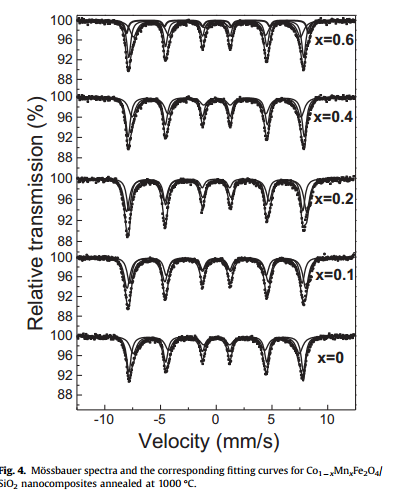 100
96
92
88
x=0.6
100
96
92
88
x=0.4
100
96
92
88
x=0.2
100
96
92
88
x=0.1
100
96
92
88
x=0
Relative transmission (%)
-10 -5 0 5 10
Velocity (mm/s)
Fig. 4. Mössbauer spectra and the corresponding fitting curves for Co₁₋ₓMnₓFe₂O₄/
SiO₂ nanocomposites annealed at 1000 °C.